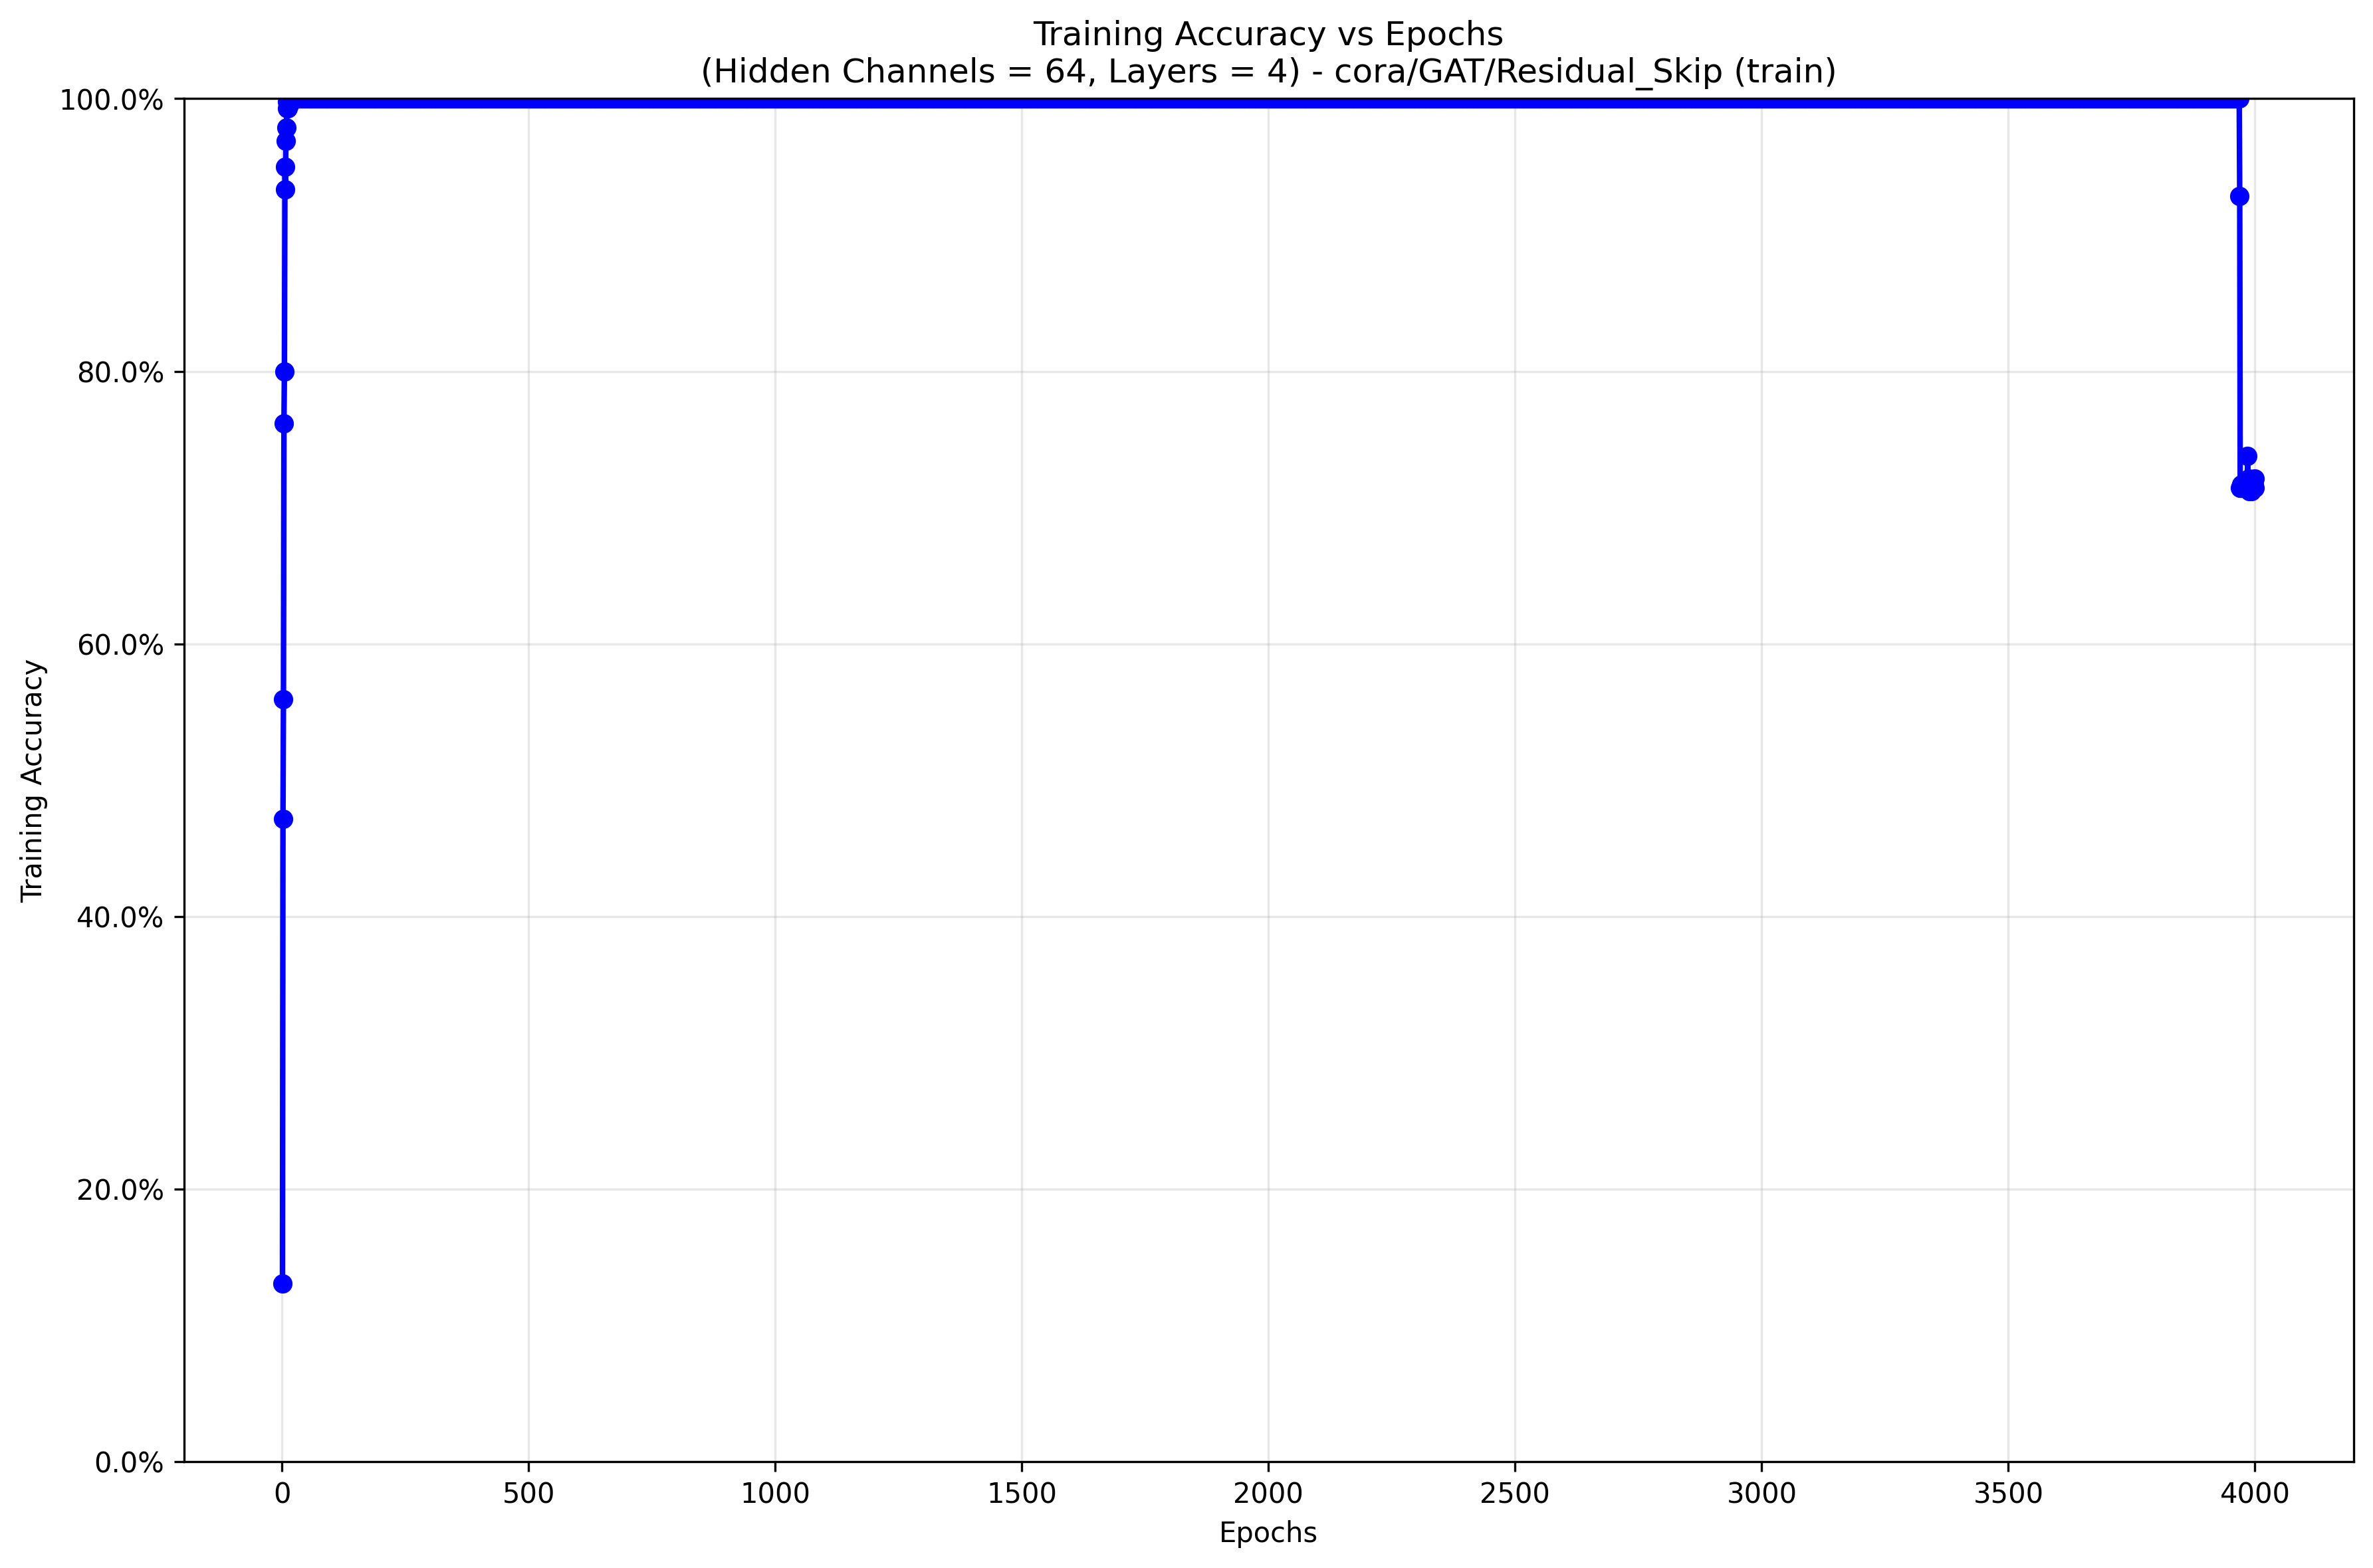 Training Accuracy vs Epochs
(Hidden Channels = 64, Layers = 4) - cora/GAT/Residual_Skip (train)
100.0%
80.0%
60.0%
40.0%
20.0%
0.0%
Training Accuracy
0 500 1000 1500 2000 2500 3000 3500 4000
Epochs